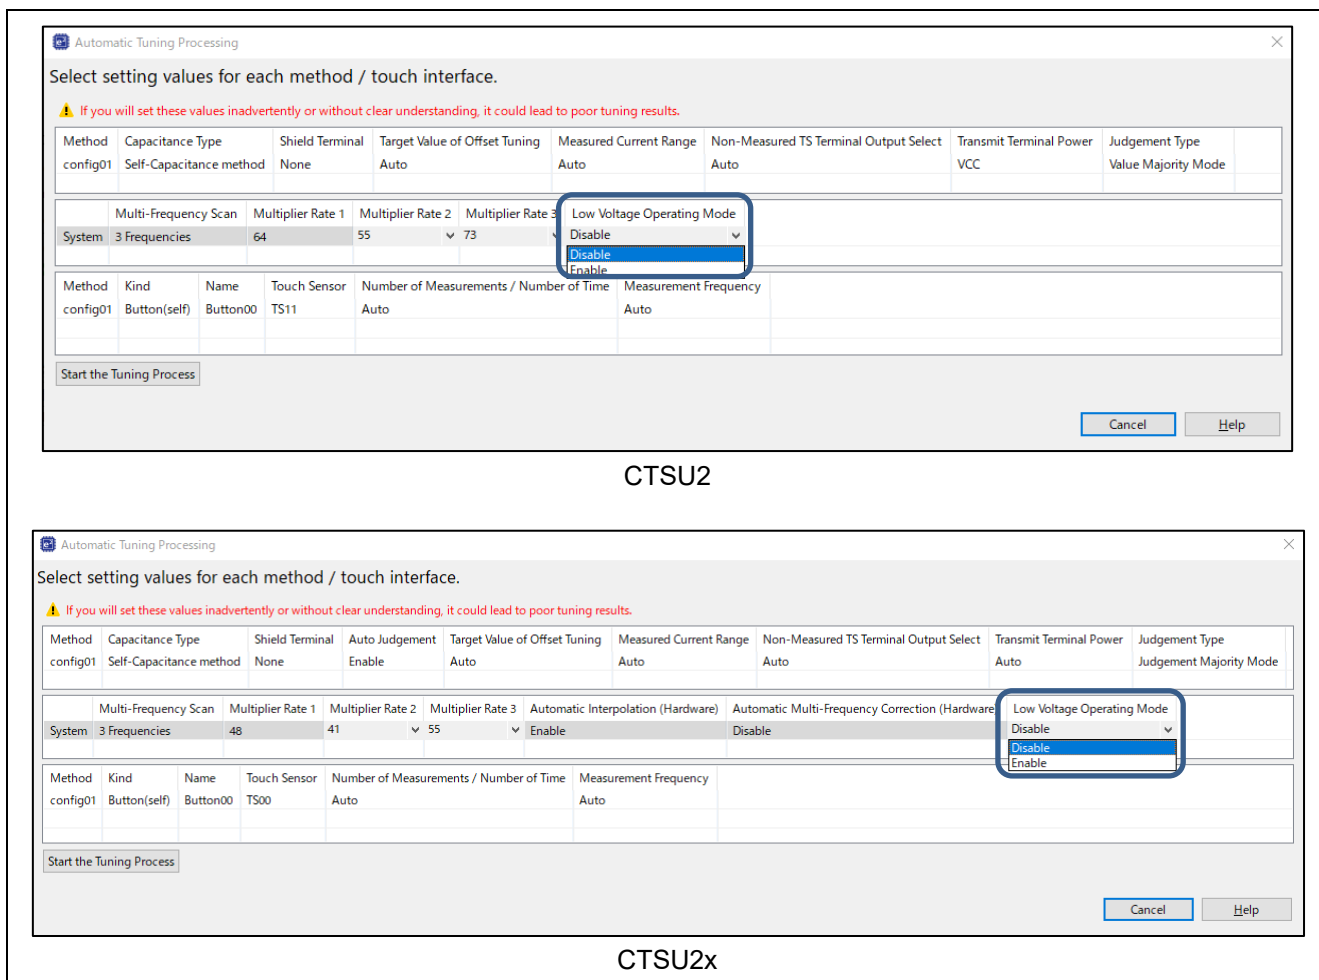 Automatic Tuning Processing
Select setting values for each method / touch interface.
If you will set these values inadvertently or without clear understanding, it could lead to poor tuning results.
Method Capacitance Type Shield Terminal Target Value of Offset Tuning Measured Current Range Non-Measured TS Terminal Output Select Transmit Terminal Power Judgement Type
config01 Self-Capacitance method None Auto Auto Auto VCC Value Majority Mode
Multi-Frequency Scan Multiplier Rate 1 Multiplier Rate 2 Multiplier Rate 3 Low Voltage Operating Mode
System 3 Frequencies 64 55 73 Disable
Disable
Enable
Method Kind Name Touch Sensor Number of Measurements / Number of Time Measurement Frequency
config01 Button(self) Button00 TS11 Auto Auto
Start the Tuning Process
Cancel Help
CTSU2
Automatic Tuning Processing
Select setting values for each method / touch interface.
If you will set these values inadvertently or without clear understanding, it could lead to poor tuning results.
Method Capacitance Type Shield Terminal Auto Judgement Target Value of Offset Tuning Measured Current Range Non-Measured TS Terminal Output Select Transmit Terminal Power Judgement Type
config01 Self-Capacitance method None Enable Auto Auto Auto Auto Judgement Majority Mode
Multi-Frequency Scan Multiplier Rate 1 Multiplier Rate 2 Multiplier Rate 3 Automatic Interpolation (Hardware) Automatic Multi-Frequency Correction (Hardware Low Voltage Operating Mode
System 3 Frequencies 48 41 55 Enable Disable Disable
Disable
Enable
Method Kind Name Touch Sensor Number of Measurements / Number of Time Measurement Frequency
config01 Button(self) Button00 TS00 Auto Auto
Start the Tuning Process
Cancel Help
CTSU2x